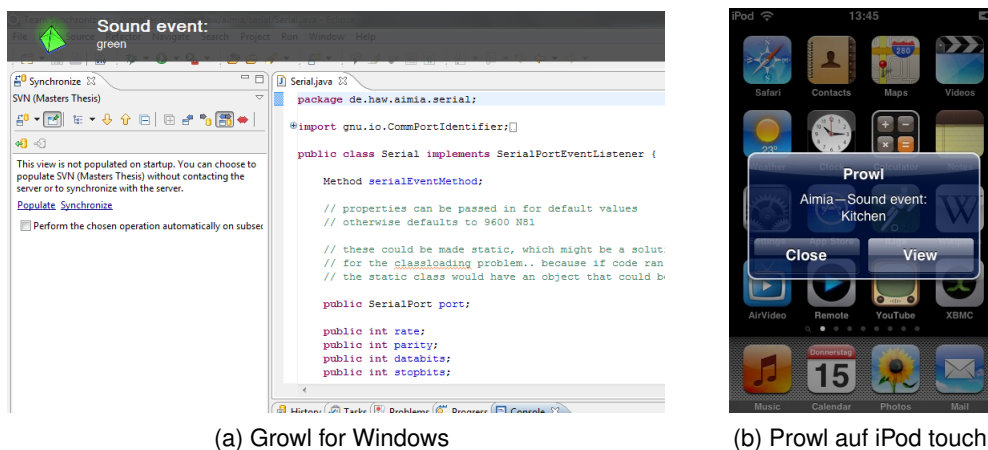 Sound event:
green
File
Source
Refactor
Navigate
Search
Project
Run
Window
Help
Synchronize
SVN (Masters Thesis)
This view is not populated on startup. You can choose to
populate SVN (Masters Thesis) without contacting the
server or to synchronize with the server.
Populate Synchronize
Perform the chosen operation automatically on subsec
Serial.java
package de.haw.aimia.serial;
import gnu.io.CommPortIdentifier;
public class Serial implements SerialPortEventListener {
Method serialEventMethod;
// properties can be passed in for default values
// otherwise defaults to 9600 N81
// these could be made static, which might be a solut
// for the classloading problem.. because if code ran
// the static class would have an object that could be
public SerialPort port;
public int rate;
public int parity;
public int databits;
public int stopbits;
History Tasks Problems Progress Console
(a) Growl for Windows
iPod 13:45
280
Safari Contacts Maps Videos
23°
Prowl
Aimia—Sound event:
Kitchen
Close View
AirVideo Remote YouTube XBMC
Donnerstag
15
Music Calendar Photos Mail
(b) Prowl auf iPod touch